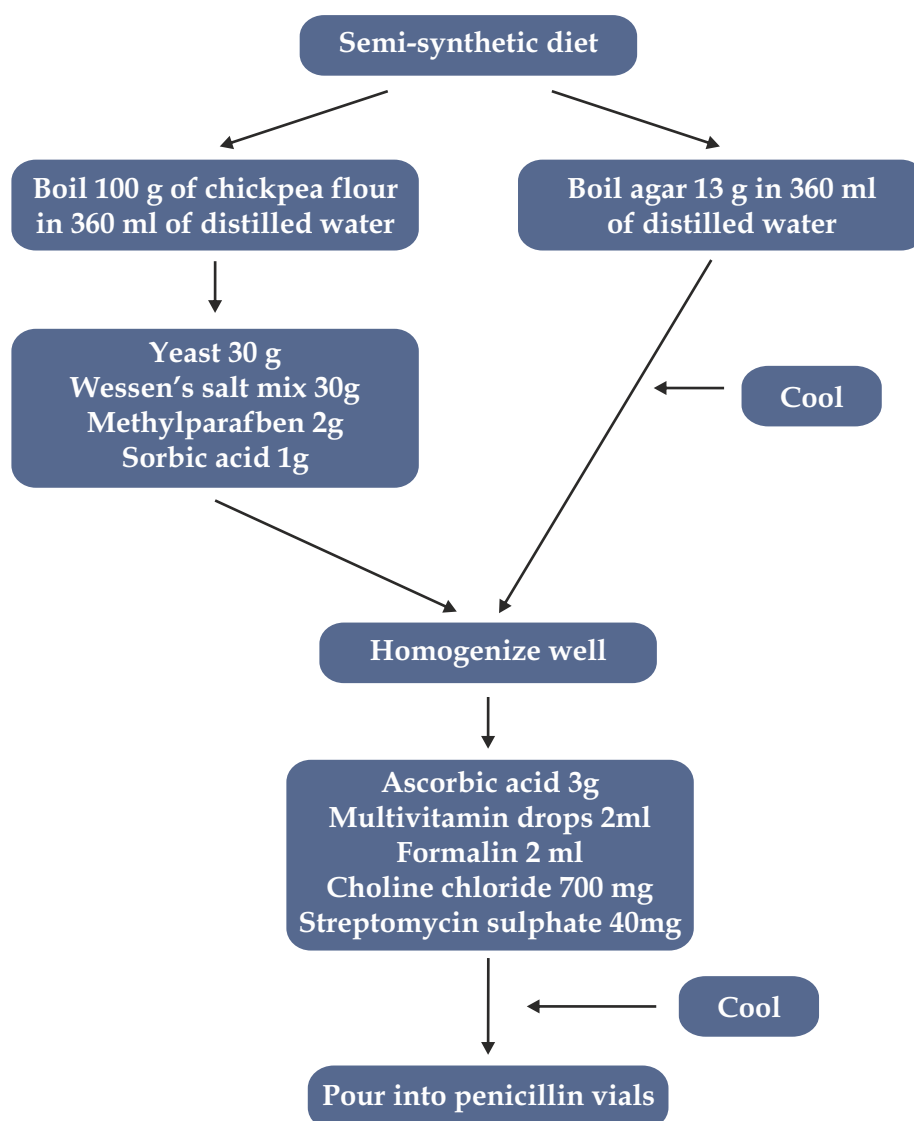 Semi-synthetic diet
Boil 100 g of chickpea flour
in 360 ml of distilled water
Boil agar 13 g in 360 ml
of distilled water
Yeast 30 g
Wessen's salt mix 30g
Methylparafben 2g
Sorbic acid 1g
Cool
Homogenize well
Ascorbic acid 3g
Multivitamin drops 2ml
Formalin 2 ml
Choline chloride 700 mg
Streptomycin sulphate 40mg
Cool
Pour into penicillin vials